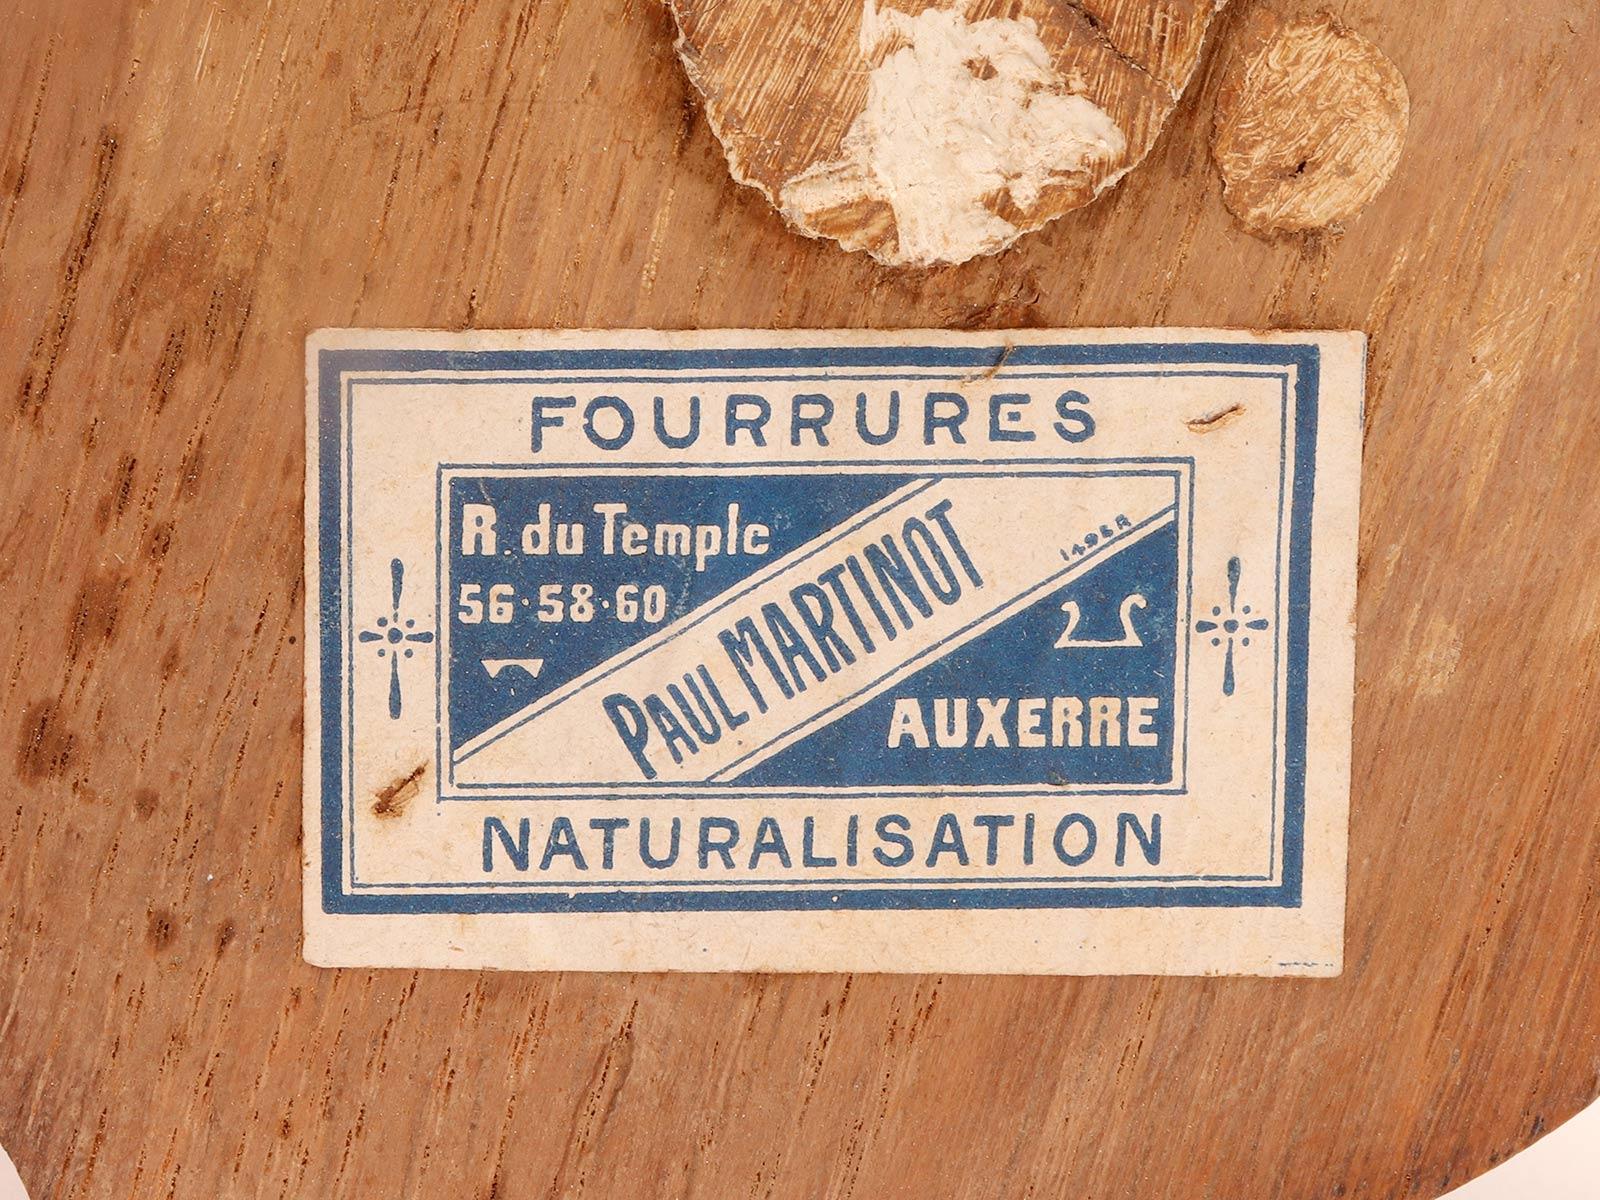 FOURRURES
R. du Temple
56·58·60
PAUL MARTINOT
AUXERRE
NATURALISATION